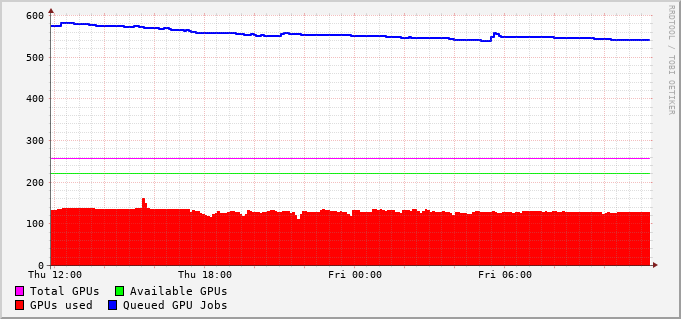 600
500
400
300
200
100
0
Thu 12:00 Thu 18:00 Fri 00:00 Fri 06:00
Total GPUs Available GPUs
GPUs used Queued GPU Jobs
RRDTOOL / TOBI OETIKER